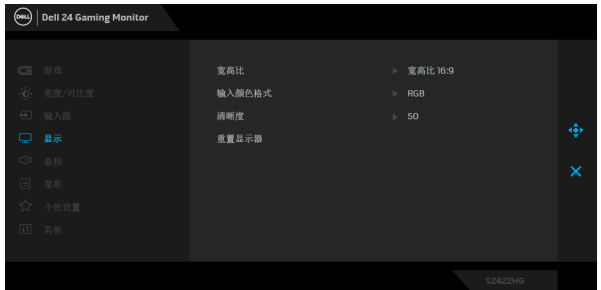 DELL Dell 24 Gaming Monitor
游戏
亮度/对比度
输入源
显示
音频
菜单
个性设置
其他
宽高比 宽高比 16:9
输入颜色格式 RGB
清晰度 50
重置显示器
S2422HG